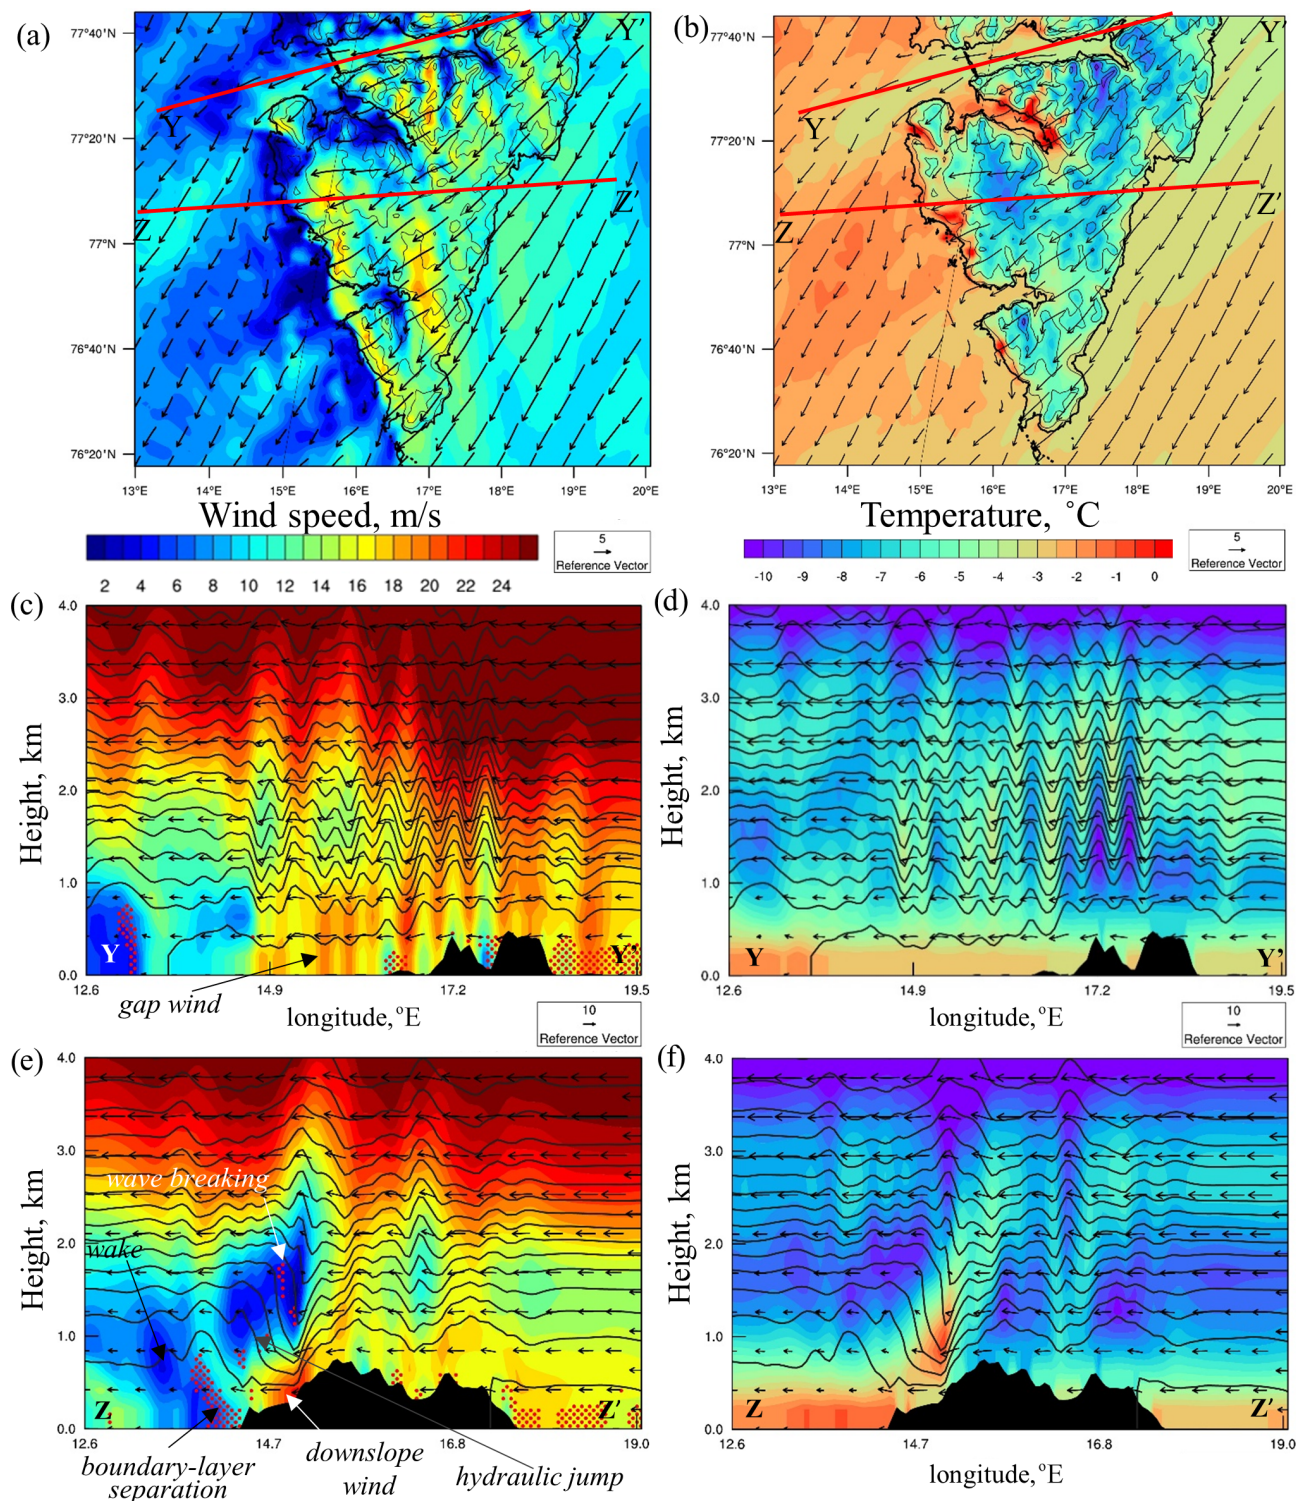 (a)
77°40'N
77°20'N
77°N
76°40'N
76°20'N
Y
Y'
Z
Z'
13°E 14°E 15°E 16°E 17°E 18°E 19°E 20°E
Wind speed, m/s
2 4 6 8 10 12 14 16 18 20 22 24
5
Reference Vector
(b)
77°40'N
77°20'N
77°N
76°40'N
76°20'N
Y
Y'
Z
Z'
13°E 14°E 15°E 16°E 17°E 18°E 19°E 20°E
Temperature, °C
-10 -9 -8 -7 -6 -5 -4 -3 -2 -1 0
5
Reference Vector
(c)
4.0
3.0
2.0
1.0
0.0
Height, km
Y
Y'
12.6 14.9 17.2 19.5
gap wind
longitude, °E
10
Reference Vector
(d)
4.0
3.0
2.0
1.0
0.0
Height, km
Y
Y'
12.6 14.9 17.2 19.5
longitude, °E
10
Reference Vector
(e)
4.0
3.0
2.0
1.0
0.0
Height, km
wave breaking
wake
Z
Z'
12.6 14.7 16.8 19.0
boundary-layer
separation
downslope
wind
hydraulic jump
(f)
4.0
3.0
2.0
1.0
0.0
Height, km
Z
Z'
12.6 14.7 16.8 19.0
longitude, °E